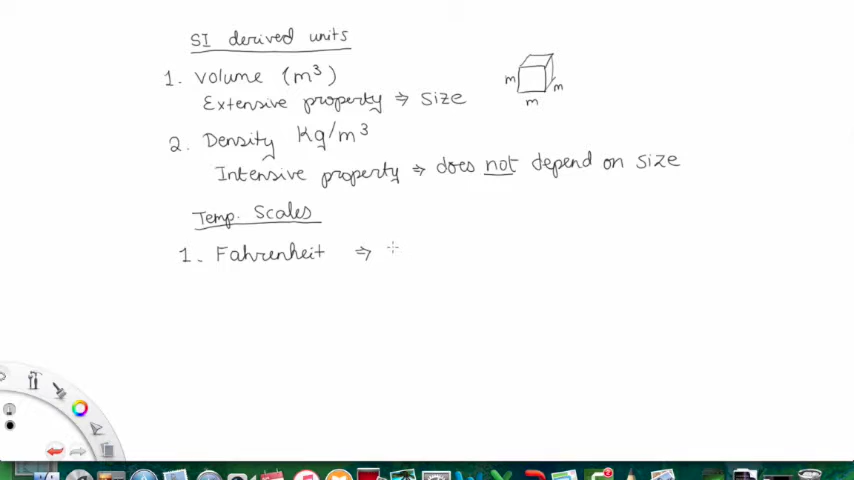 SI derived units
1. Volume (m³)
Extensive property ⇒ size
m
m
m
2. Density Kg/m³
Intensive property ⇒ does not depend on size
Temp. Scales
1. Fahrenheit ⇒